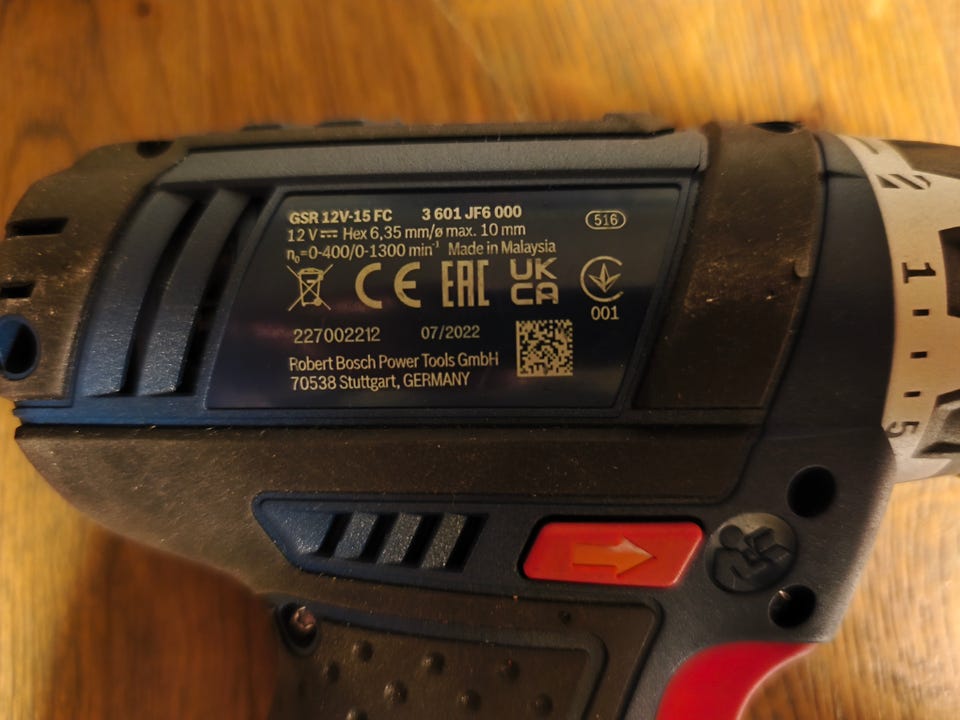 GSR 12V-15 FC 3 601 JF6 000
516
12 V ⎓ Hex 6,35 mm/ø max. 10 mm
n₀=0-400/0-1300 min⁻¹ Made in Malaysia
CE EAC UK CA
001
227002212 07/2022
Robert Bosch Power Tools GmbH
70538 Stuttgart, GERMANY
1
5